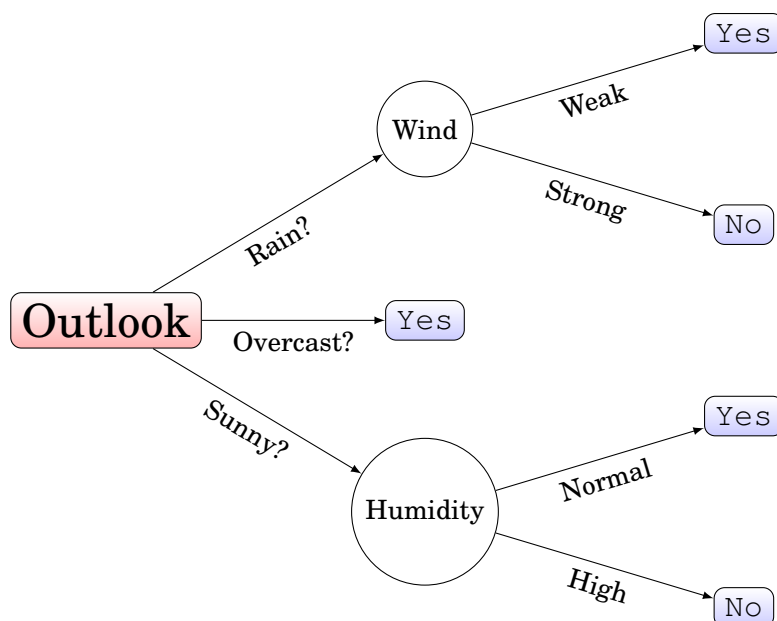 Yes
Weak
Wind
Strong
No
Rain?
Outlook
Yes
Overcast?
Sunny?
Yes
Normal
Humidity
High
No